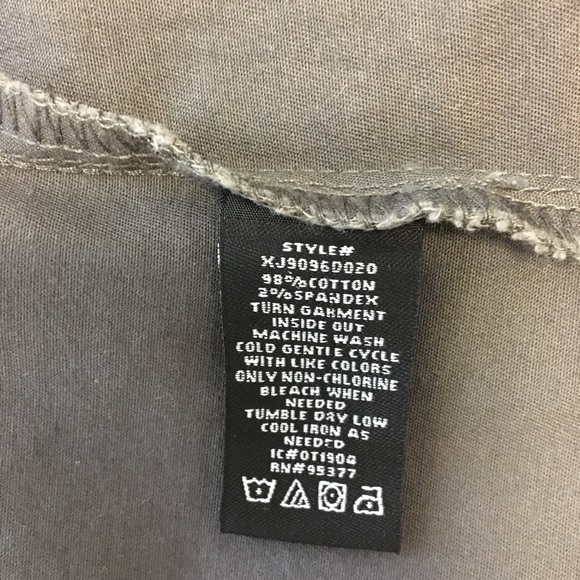 STYLE#
XJ9096D020
98%COTTON
2%SPANDEX
TURN GARMENT
INSIDE OUT
MACHINE WASH
COLD GENTLE CYCLE
WITH LIKE COLORS
ONLY NON-CHLORINE
BLEACH WHEN
NEEDED
TUMBLE DRY LOW
COOL IRON AS
NEEDED
IC#0T1904
RN#95377